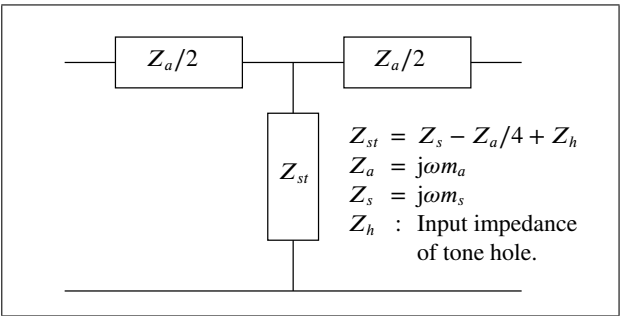 Z_a/2
Z_a/2
Z_st
Z_st = Z_s − Z_a/4 + Z_h
Z_a = jωm_a
Z_s = jωm_s
Z_h : Input impedance
of tone hole.